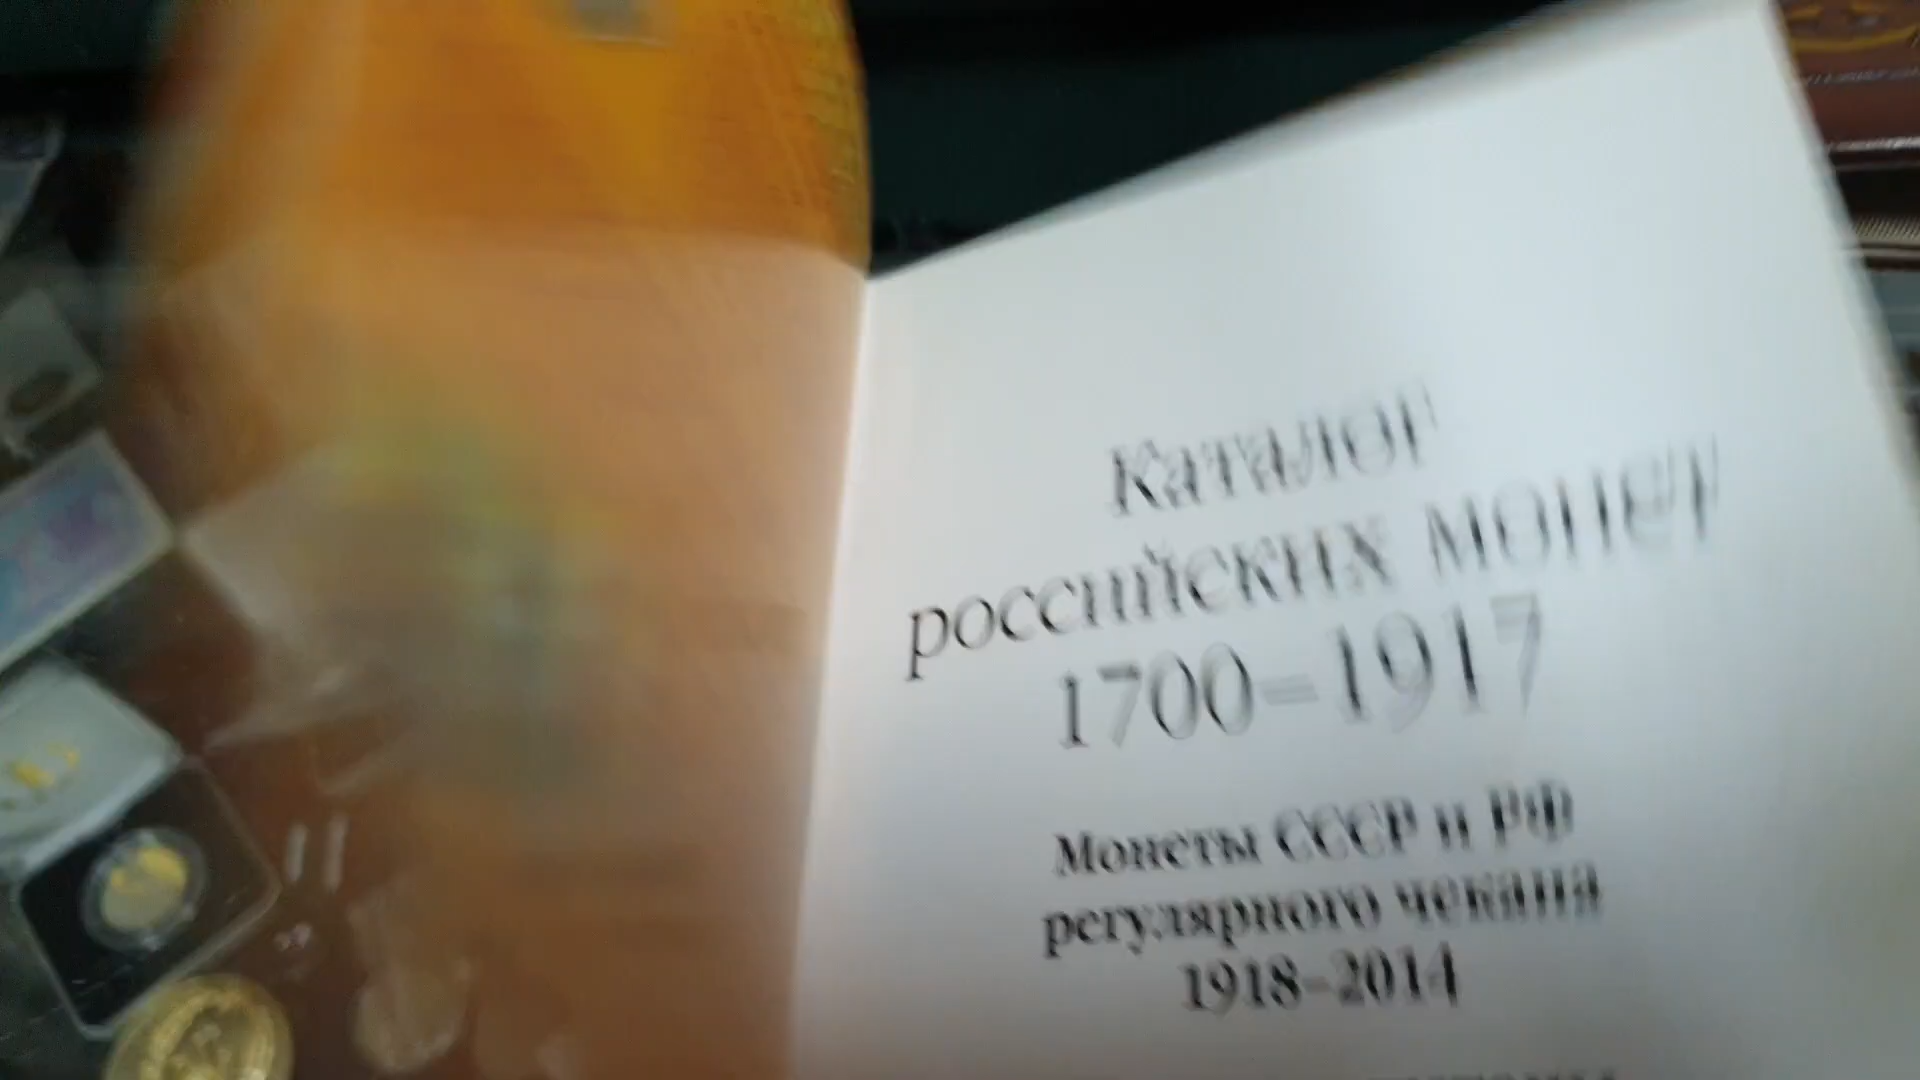 Каталог
российских монет
1700–1917
Монеты СССР и РФ
регулярного чекана
1918–2014